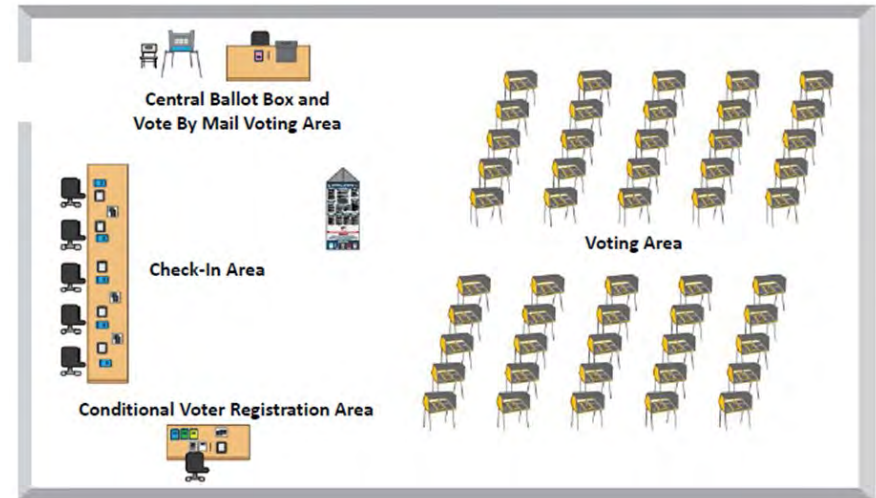 Central Ballot Box and
Vote By Mail Voting Area
Voting Area
Check-In Area
Conditional Voter Registration Area